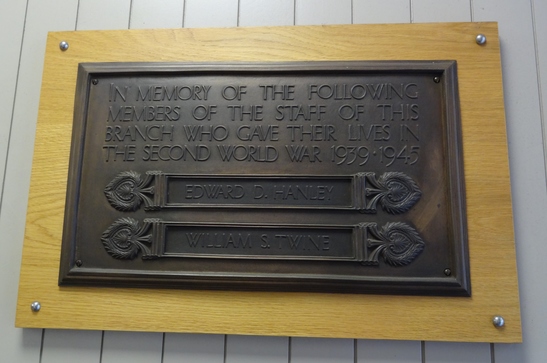 IN MEMORY OF THE FOLLOWING
MEMBERS OF THE STAFF OF THIS
BRANCH WHO GAVE THEIR LIVES IN
THE SECOND WORLD WAR 1939·1945
EDWARD D. HANLEY
WILLIAM S. TWINE